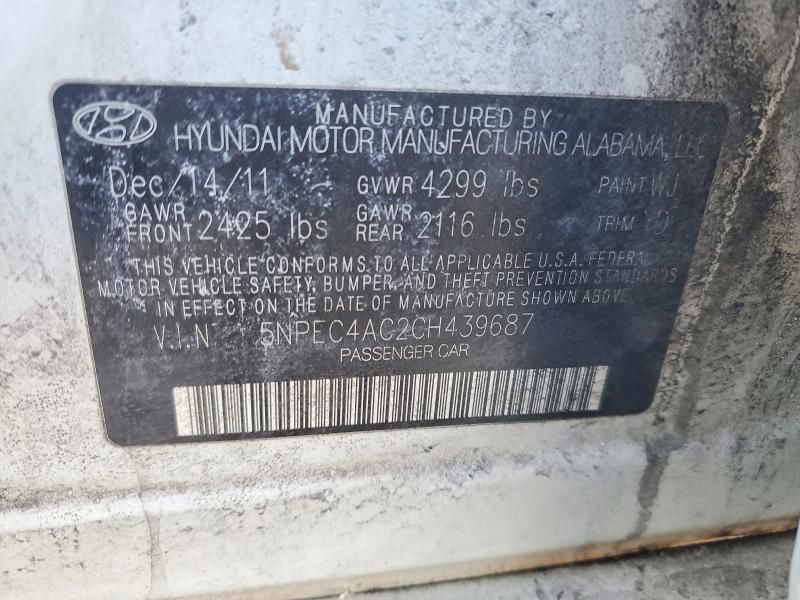 MANUFACTURED BY
HYUNDAI MOTOR MANUFACTURING ALABAMA, LLC
Dec/14/11 GVWR 4299 lbs PAINT WJ
GAWR FRONT 2425 lbs GAWR REAR 2116 lbs TRIM
THIS VEHICLE CONFORMS TO ALL APPLICABLE U.S.A. FEDERAL
MOTOR VEHICLE SAFETY, BUMPER, AND THEFT PREVENTION STANDARDS
IN EFFECT ON THE DATE OF MANUFACTURE SHOWN ABOVE.
V.I.N 5NPEC4AC2CH439687
PASSENGER CAR